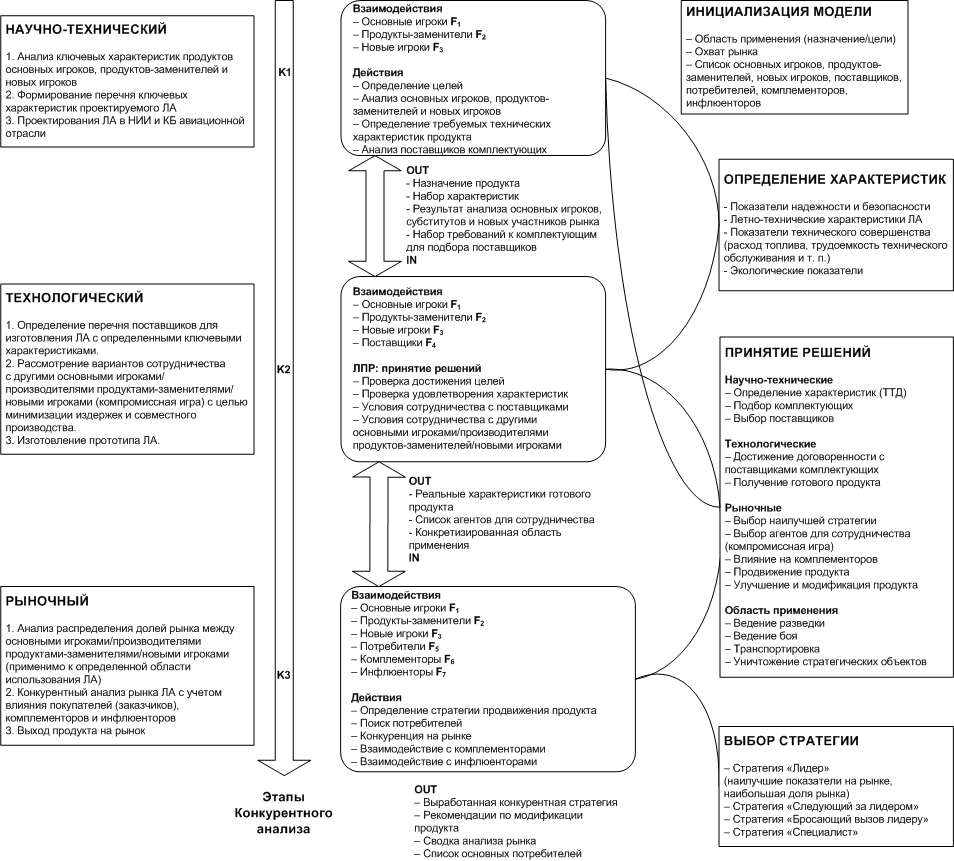 НАУЧНО-ТЕХНИЧЕСКИЙ
1. Анализ ключевых характеристик продуктов
основных игроков, продуктов-заменителей и
новых игроков
2. Формирование перечня ключевых
характеристик проектируемого ЛА
3. Проектирования ЛА в НИИ и КБ авиационной
отрасли
ТЕХНОЛОГИЧЕСКИЙ
1. Определение перечня поставщиков для
изготовления ЛА с определенными ключевыми
характеристиками.
2. Рассмотрение вариантов сотрудничества
с другими основными игроками/
производителями продуктами-заменителями/
новыми игроками (компромиссная игра) с целью
минимизации издержек и совместного
производства.
3. Изготовление прототипа ЛА.
РЫНОЧНЫЙ
1. Анализ распределения долей рынка между
основными игроками/производителями
продуктами-заменителями/новыми игроками
(применимо к определенной области
использования ЛА)
2. Конкурентный анализ рынка ЛА с учетом
влияния покупателей (заказчиков),
комплементоров и инфлюенторов
3. Выход продукта на рынок
К1
К2
К3
Этапы
Конкурентного
анализа
Взаимодействия
– Основные игроки F1
– Продукты-заменители F2
– Новые игроки F3
Действия
– Определение целей
– Анализ основных игроков, продуктов-
заменителей и новых игроков
– Определение требуемых технических
характеристик продукта
– Анализ поставщиков комплектующих
OUT
- Назначение продукта
- Набор характеристик
- Результат анализа основных игроков,
субститутов и новых участников рынка
- Набор требований к комплектующим
для подбора поставщиков
IN
Взаимодействия
– Основные игроки F1
– Продукты-заменители F2
– Новые игроки F3
– Поставщики F4
ЛПР: принятие решений
– Проверка достижения целей
– Проверка удовлетворения характеристик
– Условия сотрудничества с поставщиками
– Условия сотрудничества с другими
основными игроками/производителями
продуктов-заменителей/новыми игроками
OUT
- Реальные характеристики готового
продукта
- Список агентов для сотрудничества
- Конкретизированная область
применения
IN
Взаимодействия
– Основные игроки F1
– Продукты-заменители F2
– Новые игроки F3
– Потребители F5
– Комплементоры F6
– Инфлюенторы F7
Действия
– Определение стратегии продвижения продукта
– Поиск потребителей
– Конкуренция на рынке
– Взаимодействие с комплементорами
– Взаимодействие с инфлюенторами
OUT
– Выработанная конкурентная стратегия
– Рекомендации по модификации
продукта
– Сводка анализа рынка
– Список основных потребителей
ИНИЦИАЛИЗАЦИЯ МОДЕЛИ
– Область применения (назначение/цели)
– Охват рынка
– Список основных игроков, продуктов-
заменителей, новых игроков, поставщиков,
потребителей, комплементоров,
инфлюенторов
ОПРЕДЕЛЕНИЕ ХАРАКТЕРИСТИК
- Показатели надежности и безопасности
- Летно-технические характеристики ЛА
- Показатели технического совершенства
(расход топлива, трудоемкость технического
обслуживания и т. п.)
- Экологические показатели
ПРИНЯТИЕ РЕШЕНИЙ
Научно-технические
– Определение характеристик (ТТД)
– Подбор комплектующих
– Выбор поставщиков
Технологические
– Достижение договоренности с
поставщиками комплектующих
– Получение готового продукта
Рыночные
– Выбор наилучшей стратегии
– Выбор агентов для сотрудничества
(компромиссная игра)
– Влияние на комплементоров
– Продвижение продукта
– Улучшение и модификация продукта
Область применения
– Ведение разведки
– Ведение боя
– Транспортировка
– Уничтожение стратегических объектов
ВЫБОР СТРАТЕГИИ
– Стратегия «Лидер»
(наилучшие показатели на рынке,
наибольшая доля рынка)
– Стратегия «Следующий за лидером»
– Стратегия «Бросающий вызов лидеру»
– Стратегия «Специалист»